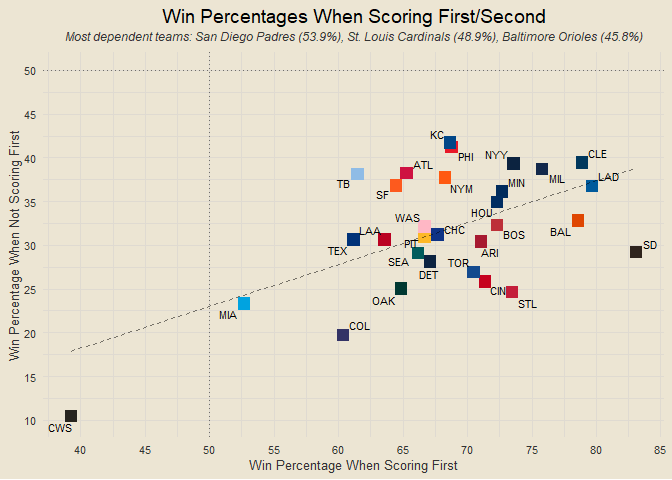 Win Percentages When Scoring First/Second
Most dependent teams: San Diego Padres (53.9%), St. Louis Cardinals (48.9%), Baltimore Orioles (45.8%)
Win Percentage When Not Scoring First
50
45
40
35
30
25
20
15
10
KC
PHI
NYY
CLE
ATL
MIL
LAD
TB
SF
NYM
MIN
HOU
WAS
BAL
LAA
CHC
BOS
TEX
PIT
ARI
SD
SEA
DET
TOR
OAK
CIN
STL
MIA
COL
CWS
40
45
50
55
60
65
70
75
80
85
Win Percentage When Scoring First